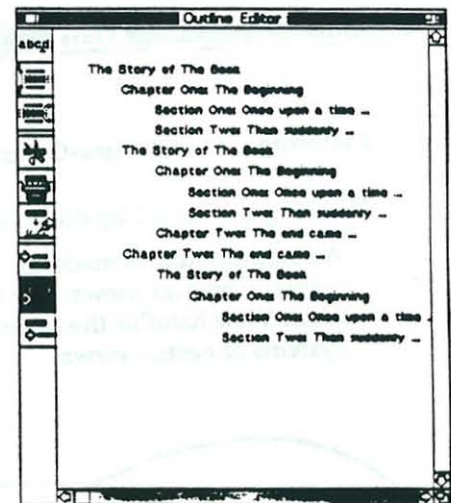 Outline Editor
abcd
The Story of The Book
Chapter One: The Beginning
Section One: Once upon a time ...
Section Two: Then suddenly ...
The Story of The Book
Chapter One: The Beginning
Section One: Once upon a time ...
Section Two: Then suddenly ...
Chapter Two: The end came ...
Chapter Two: The end came ...
The Story of The Book
Chapter One: The Beginning
Section One: Once upon a time .
Section Two: Then suddenly ...